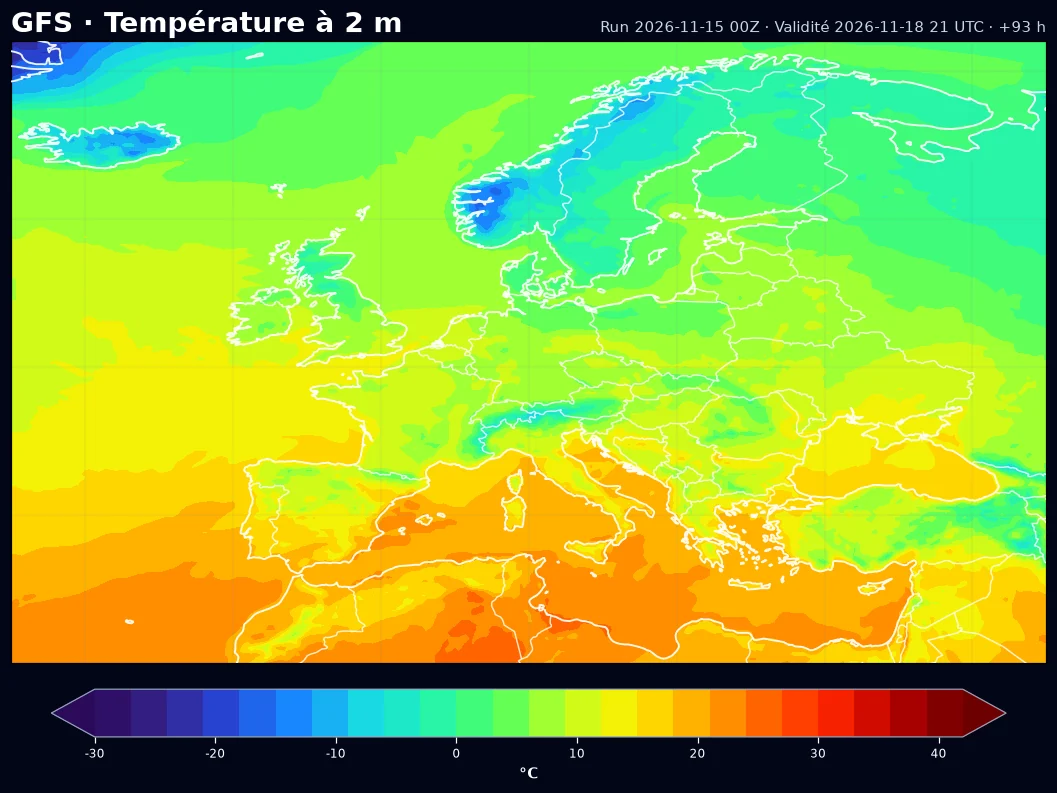 GFS · Température à 2 m
Run 2026-11-15 00Z · Validité 2026-11-18 21 UTC · +93 h
-30 -20 -10 0 10 20 30 40
°C